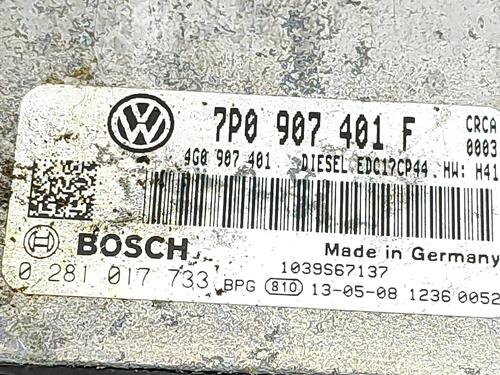 7P0 907 401 F CRCA
4G0 907 401 DIESEL EDC17CP44 HW: H41
0003
BOSCH
Made in Germany
0 281 017 733
1039S67137
BPG 810 13-05-08 1236 0052